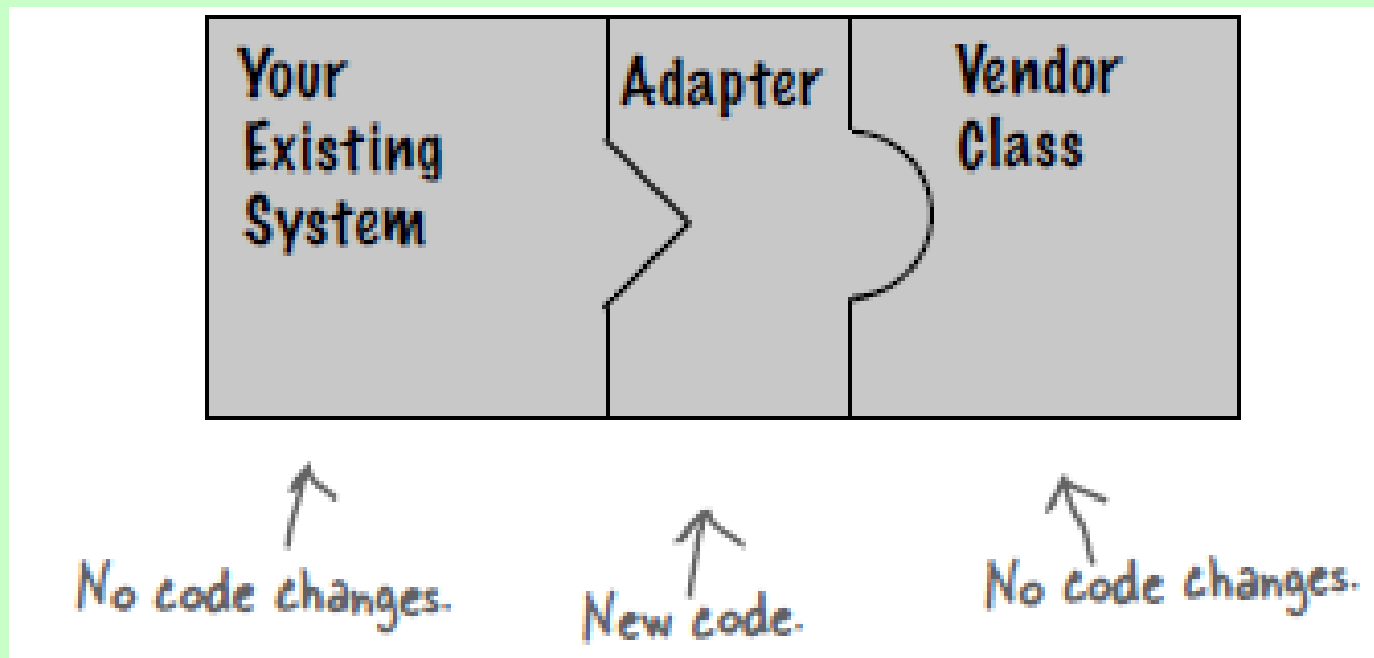 Your
Existing
System
Adapter
Vendor
Class
No code changes.
New code.
No code changes.